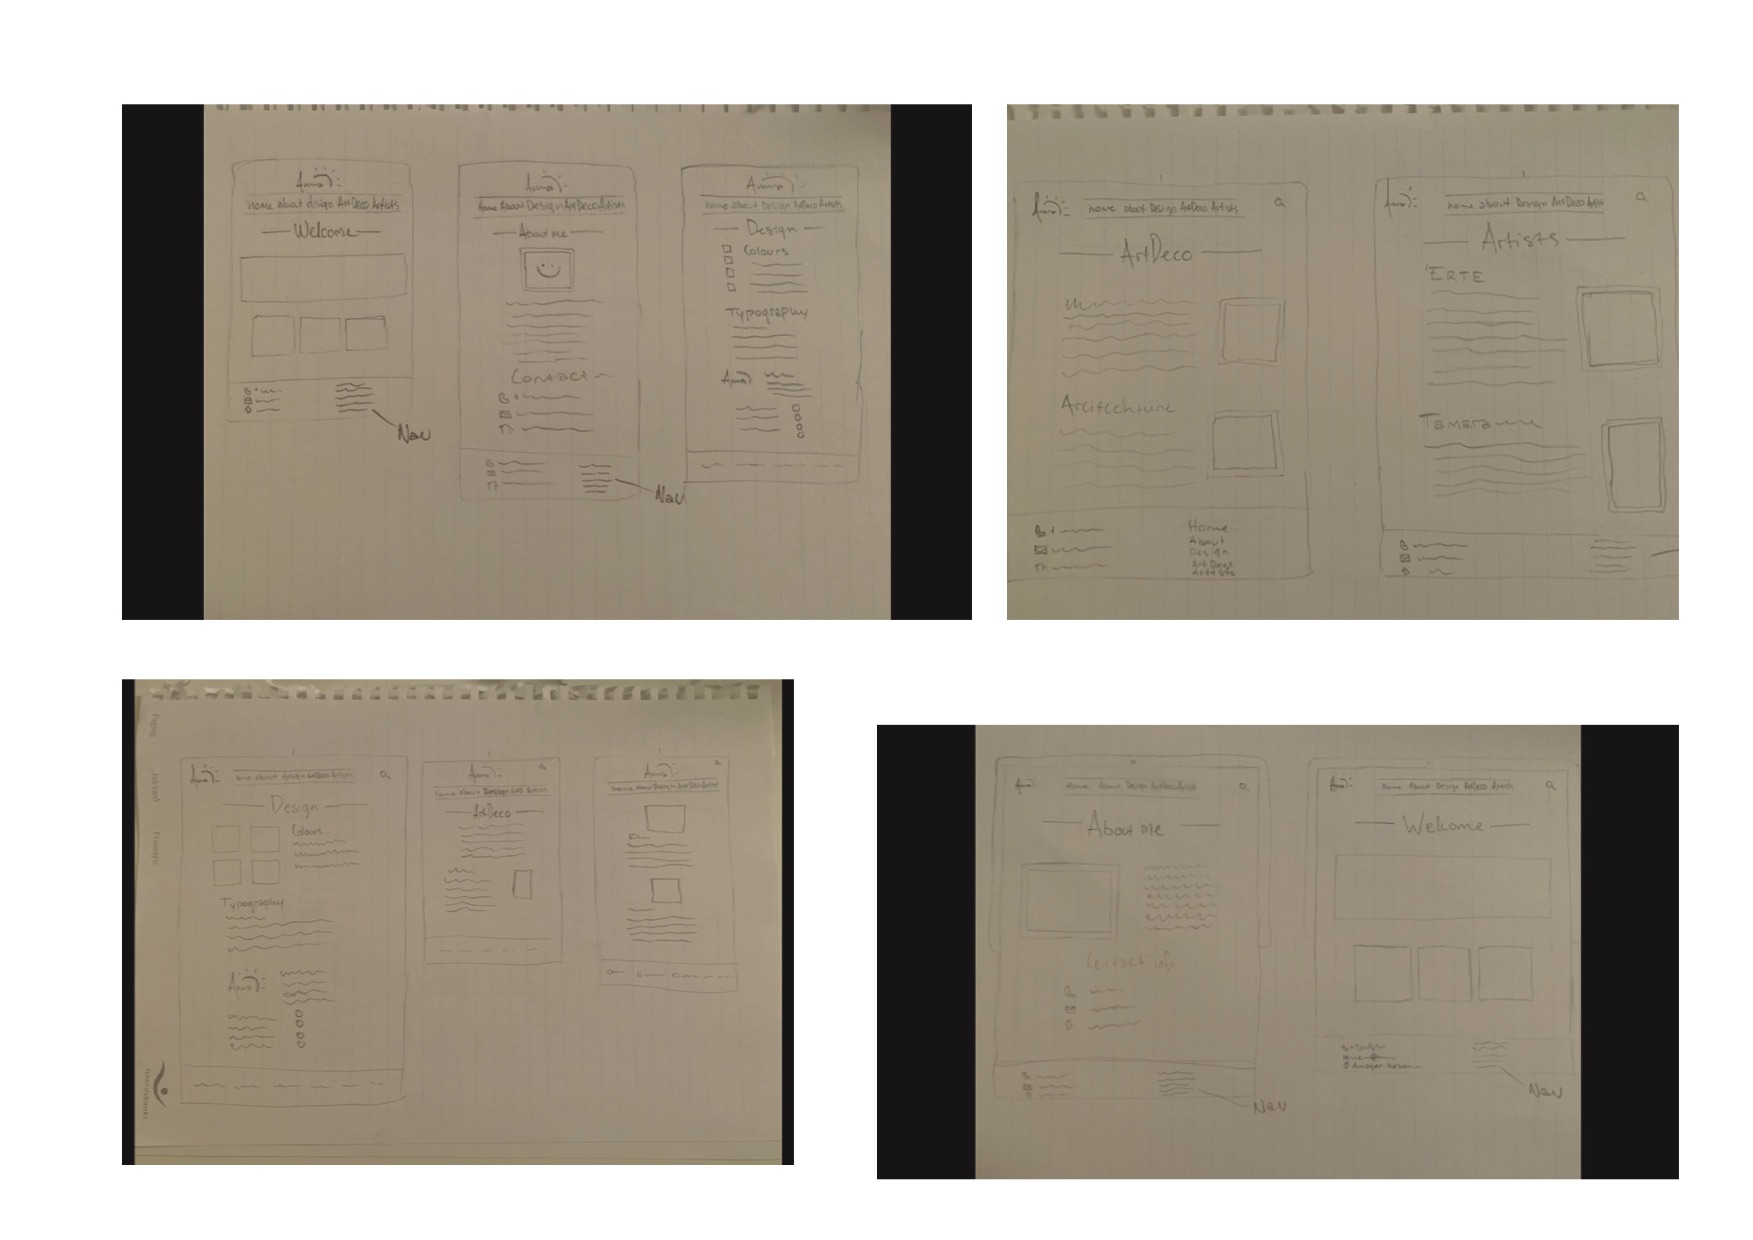 Anna
home about design ArtDeco Artists
Welcome
Nav
Anna
home About Design ArtDeco Artists
About me
Contact
Nav
Anna
home about Design ArtDeco Artists
Design
Colours
Typography
Anna
Anna
home about Design ArtDeco Artists
ArtDeco
Arcitechture
Home
About
Design
Art Deco
Artists
Anna
home about Design ArtDeco Artists
Artists
ERTE
Tamara
Anna
home about design ArtDeco Artists
Design
Colours
Typography
Anna
Anna
home about Design
ArtDeco
Anna
home about Design ArtDeco Artists
Anna
Home About Design ArtDeco Artist
About me
Contact info
Nav
Anna
Home About Design ArtDeco Artists
Welcome
Nav